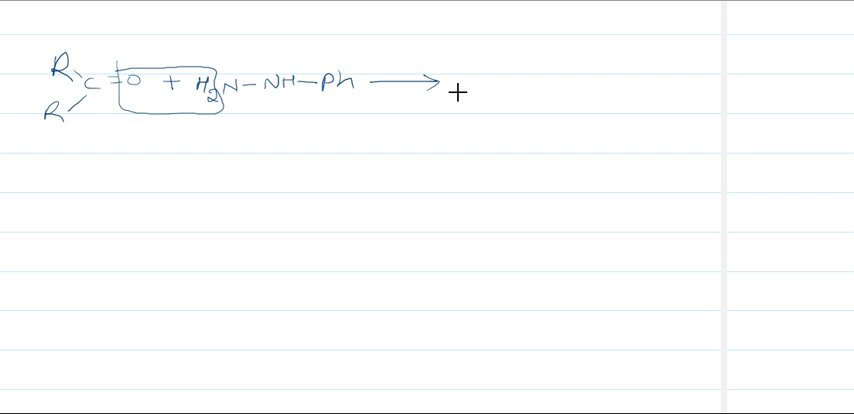 R
C = O + H2N - NH - Ph →
R